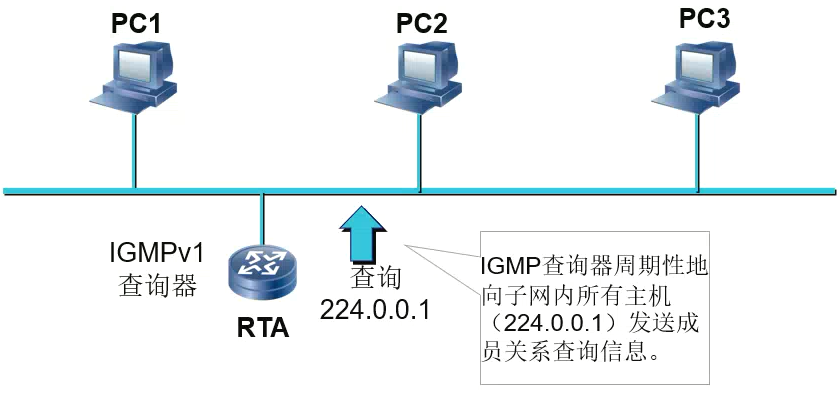 PC1
PC2
PC3
IGMPv1
查询器
RTA
查询
224.0.0.1
IGMP查询器周期性地
向子网内所有主机
（224.0.0.1）发送成
员关系查询信息。